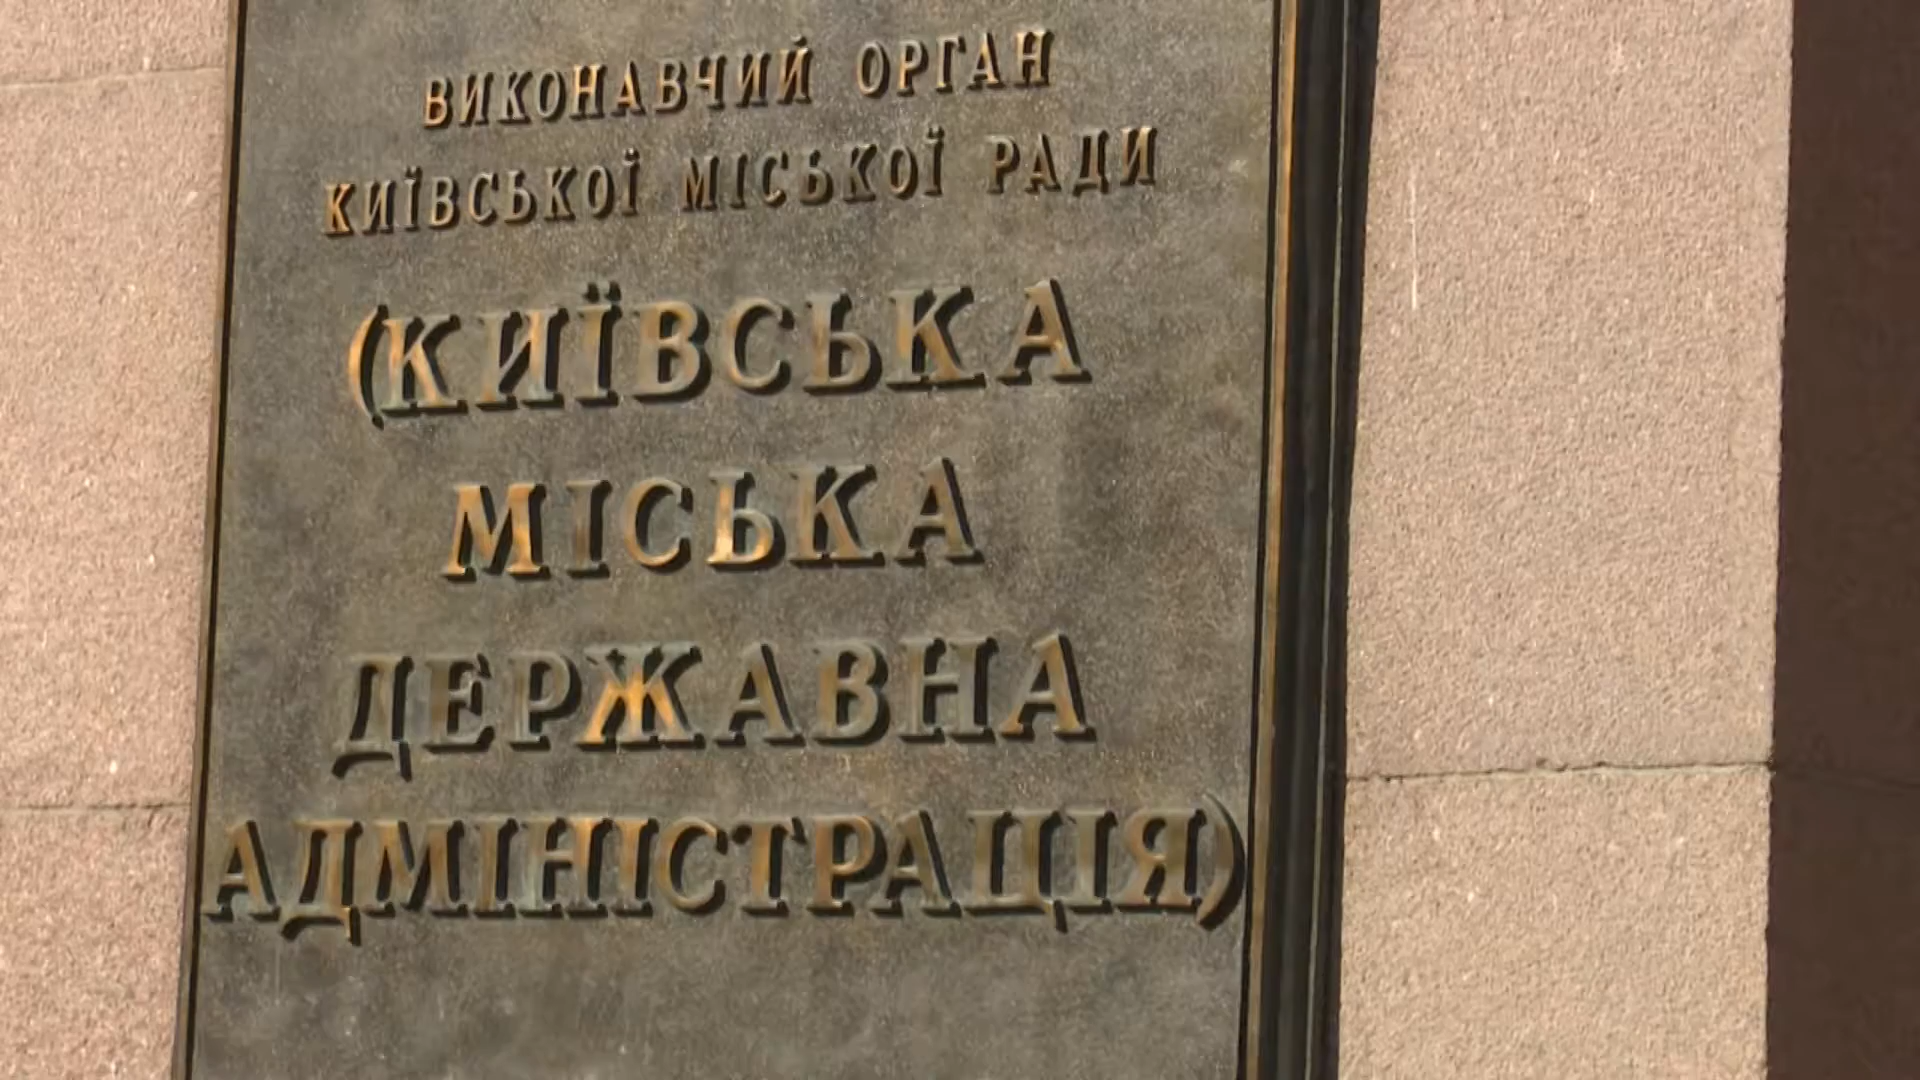 ВИКОНАВЧИЙ ОРГАН
КИЇВСЬКОЇ МІСЬКОЇ РАДИ
(КИЇВСЬКА
МІСЬКА
ДЕРЖАВНА
АДМІНІСТРАЦІЯ)